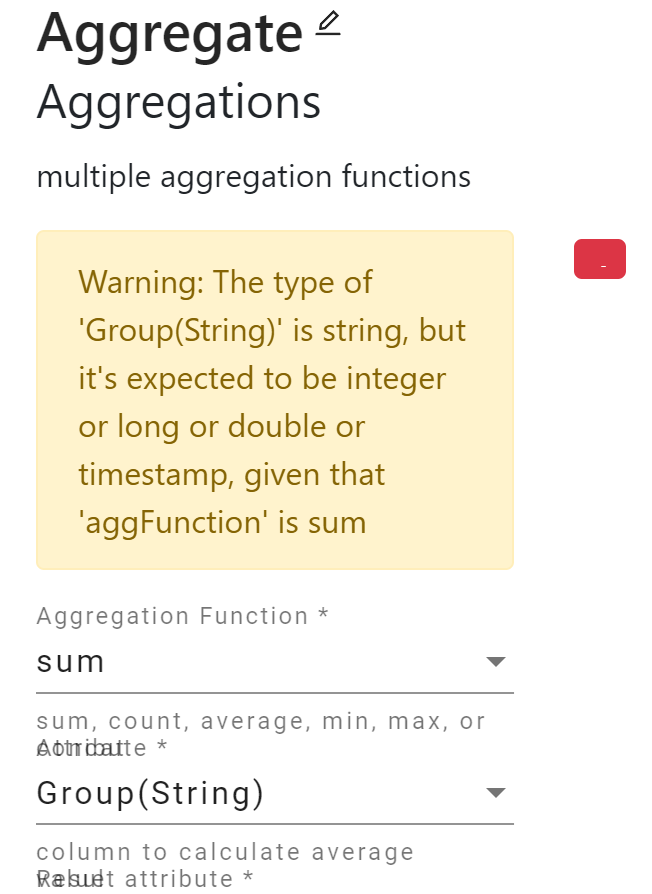 Aggregate
Aggregations
multiple aggregation functions
Warning: The type of
'Group(String)' is string, but
it's expected to be integer
or long or double or
timestamp, given that
'aggFunction' is sum
Aggregation Function *
sum
sum, count, average, min, max, or
concat
Attribute *
Group(String)
column to calculate average
value
Result attribute *